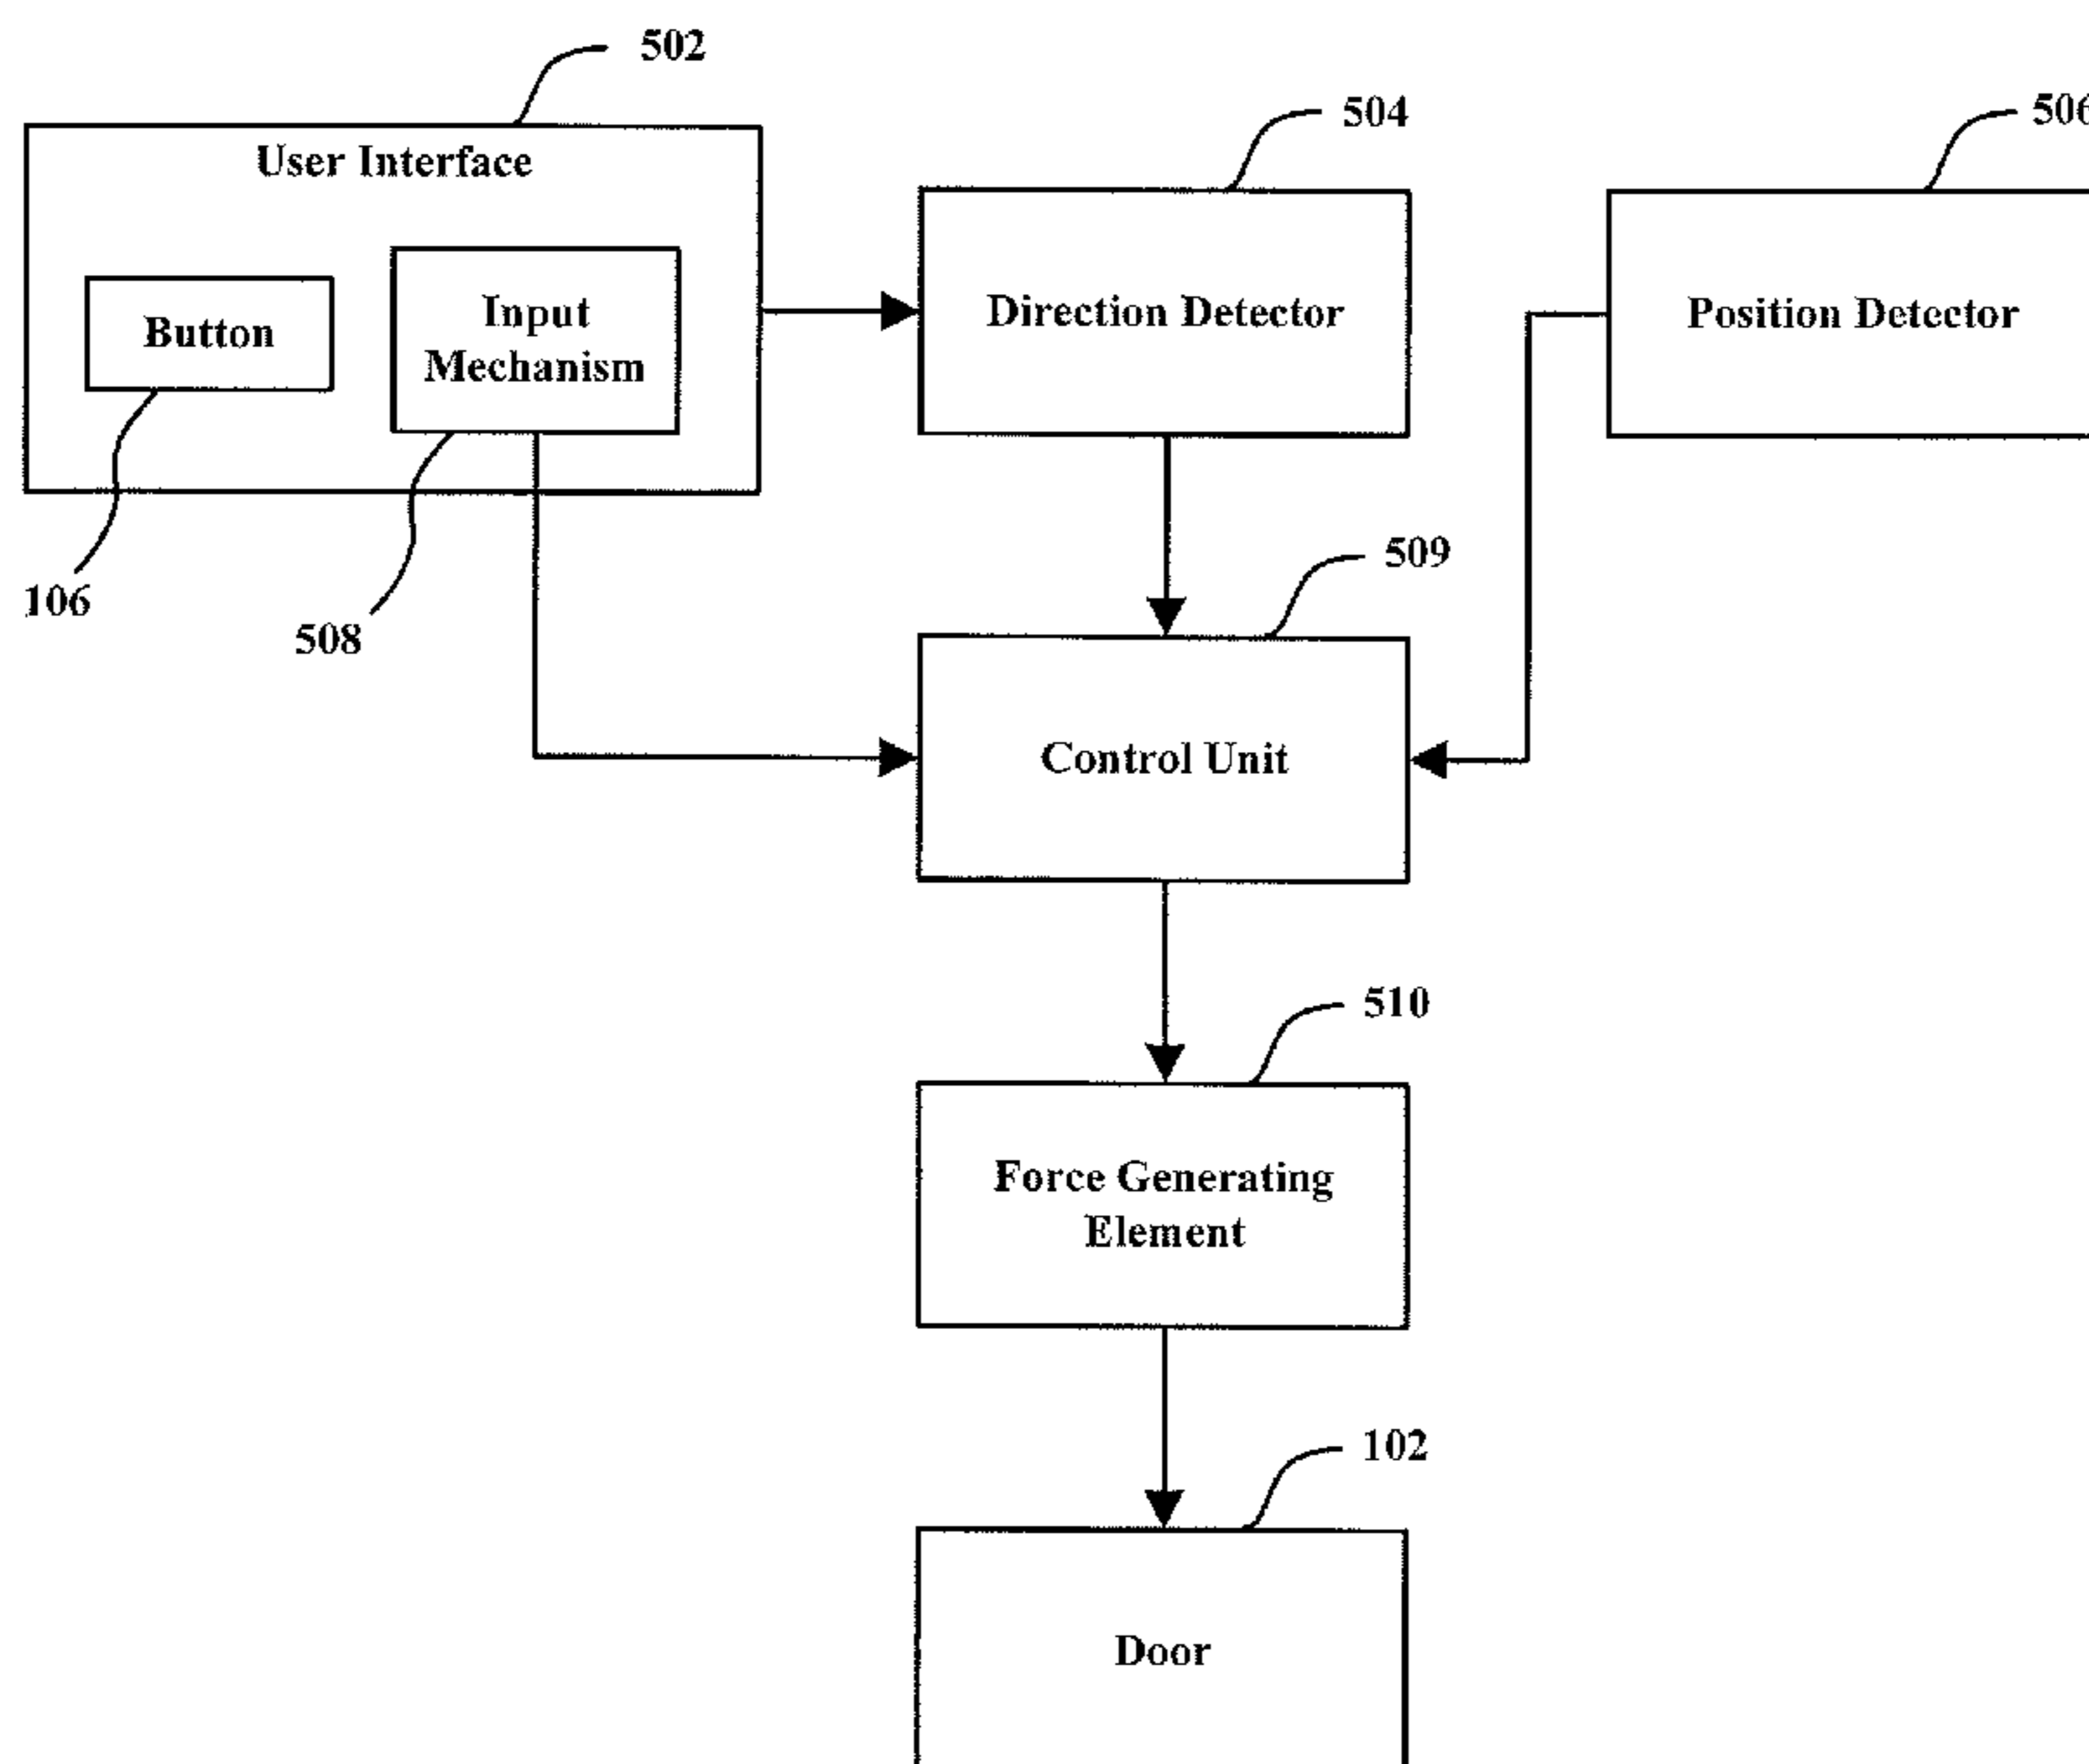 502
504
506
User Interface
Button
Input
Mechanism
Direction Detector
Position Detector
106
508
509
Control Unit
510
Force Generating
Element
102
Door